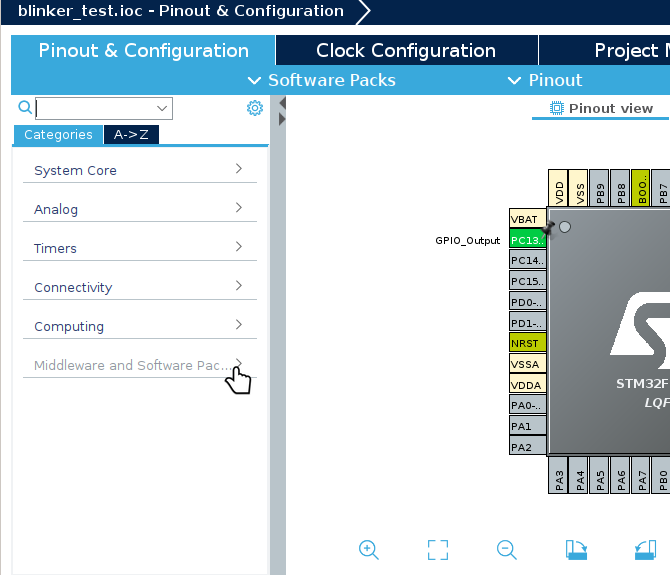 blinker_test.ioc - Pinout & Configuration
Pinout & Configuration
Clock Configuration
Project
Software Packs
Pinout
Categories
A->Z
Pinout view
System Core
Analog
Timers
Connectivity
Computing
Middleware and Software Pac...
VDD
VSS
PB9
PB8
BOO..
PB7
VBAT
GPIO_Output
PC13..
PC14..
PC15..
PD0-..
PD1-..
NRST
VSSA
VDDA
PA0-..
PA1
PA2
STM32F
LQF
PA3
PA4
PA5
PA6
PA7
PB0